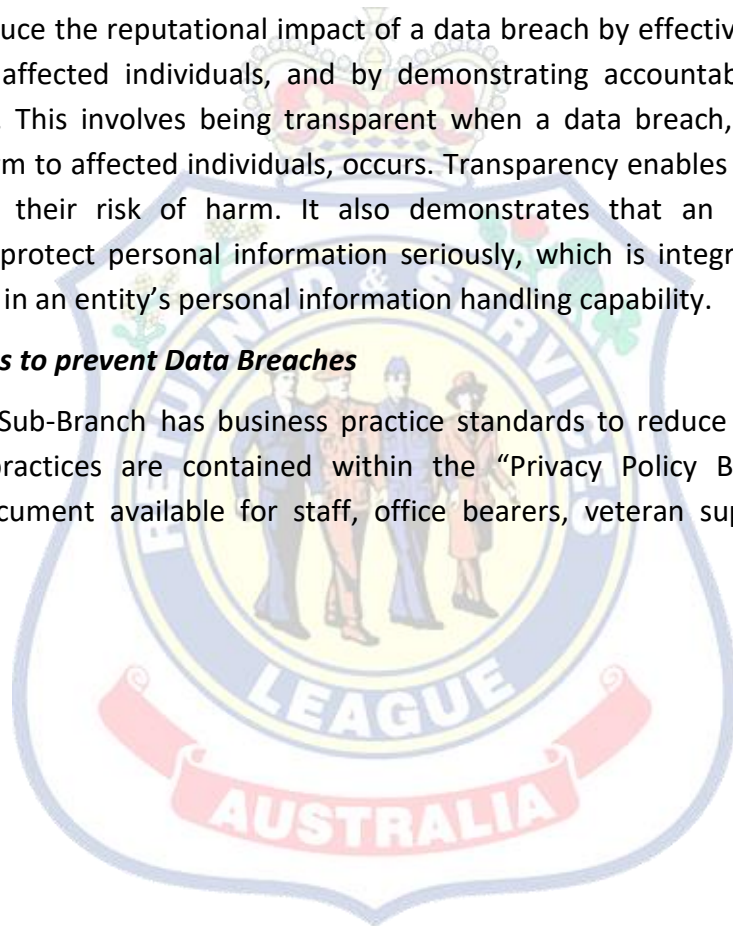 uce the reputational impact of a data breach by effectiv
affected individuals, and by demonstrating accountab
. This involves being transparent when a data breach,
rm to affected individuals, occurs. Transparency enables
their risk of harm. It also demonstrates that an
protect personal information seriously, which is integr
in an entity’s personal information handling capability.
s to prevent Data Breaches
Sub-Branch has business practice standards to reduce
practices are contained within the “Privacy Policy B
cument available for staff, office bearers, veteran sup
RETURNED & SERVICES
LEAGUE
AUSTRALIA